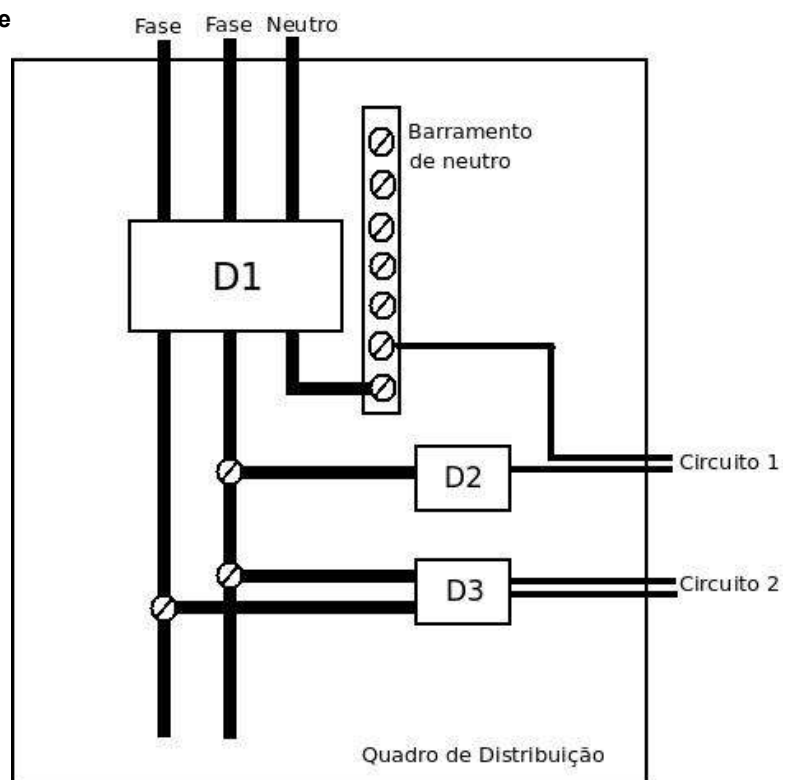 e
Fase Fase Neutro
Barramento
de neutro
D1
D2
Circuito 1
D3
Circuito 2
Quadro de Distribuição